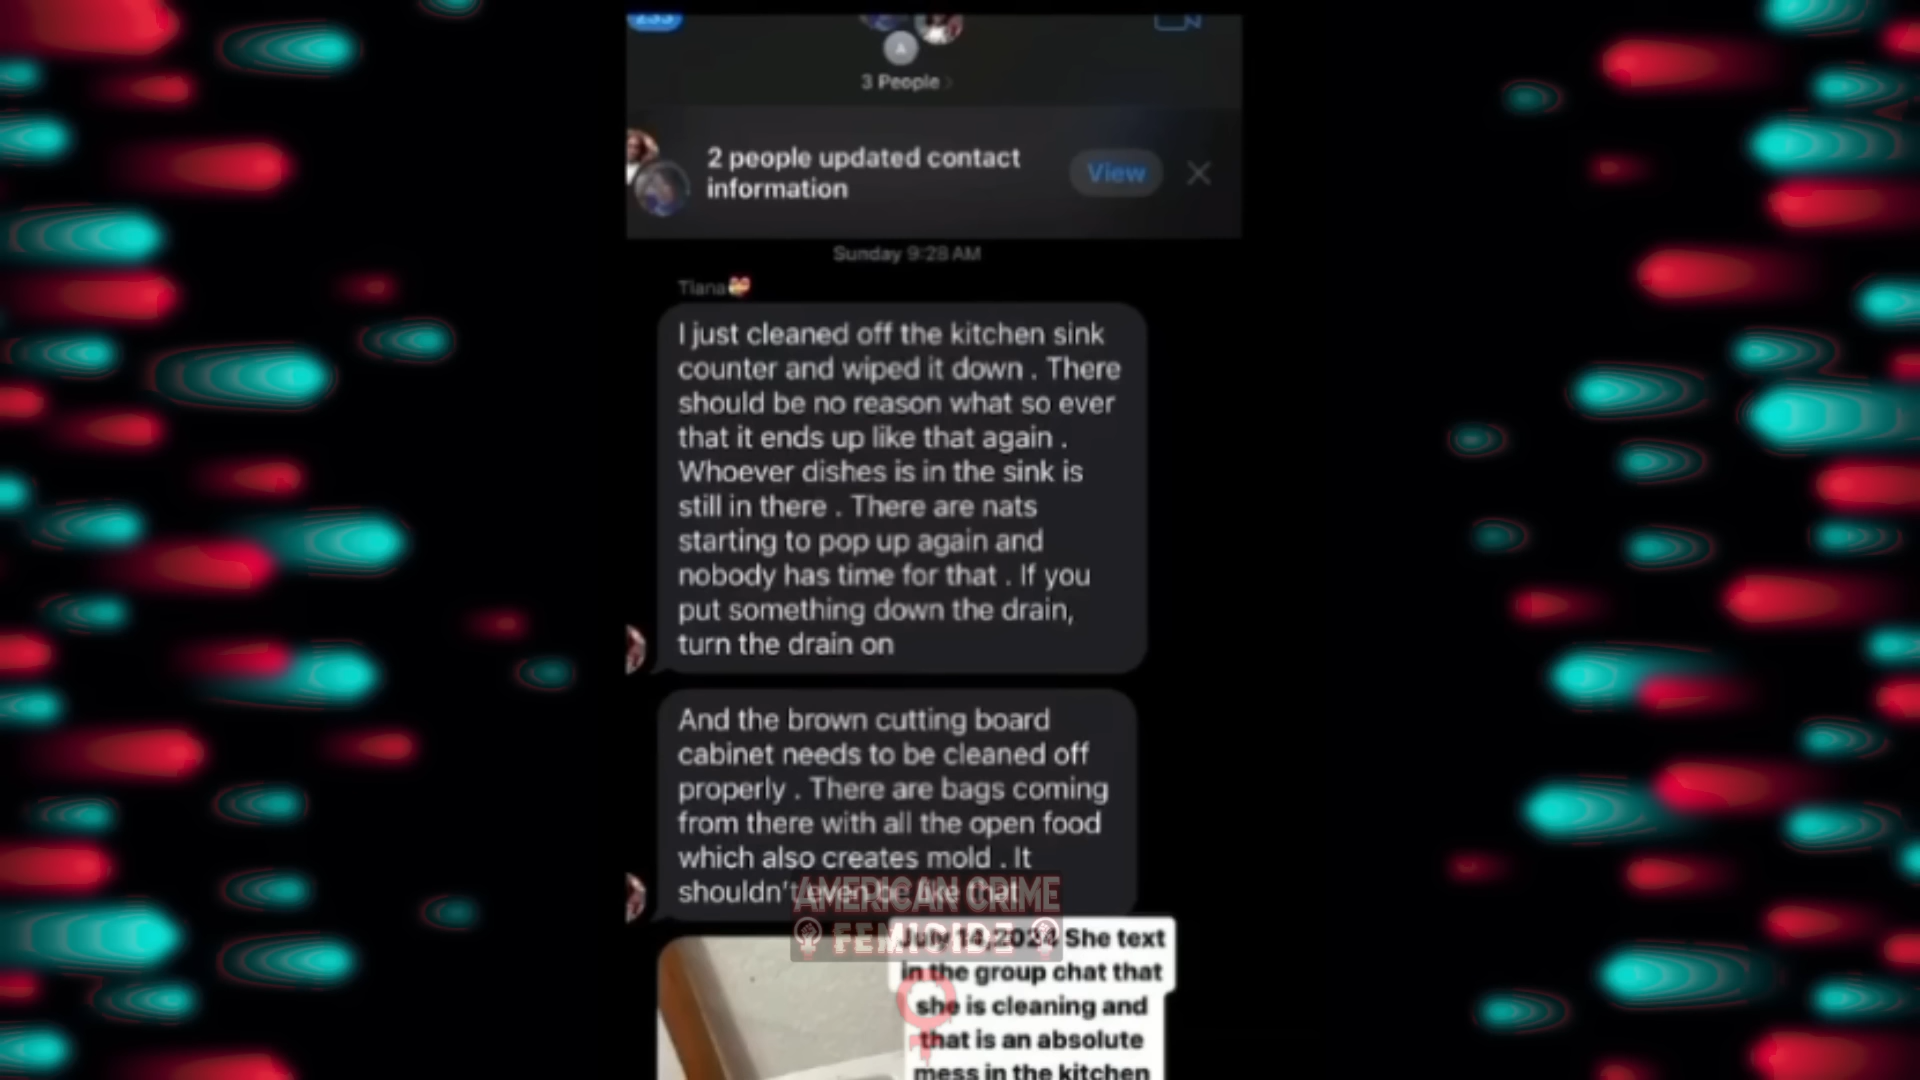 233
3 People
2 people updated contact
information
View
Sunday 9:28 AM
Tiana
I just cleaned off the kitchen sink
counter and wiped it down . There
should be no reason what so ever
that it ends up like that again .
Whoever dishes is in the sink is
still in there . There are nats
starting to pop up again and
nobody has time for that . If you
put something down the drain,
turn the drain on
And the brown cutting board
cabinet needs to be cleaned off
properly . There are bags coming
from there with all the open food
which also creates mold . It
shouldn't even be like that
AMERICAN CRIME
FEMICIDE
July 14,2024 She text
in the group chat that
she is cleaning and
that is an absolute
mess in the kitchen